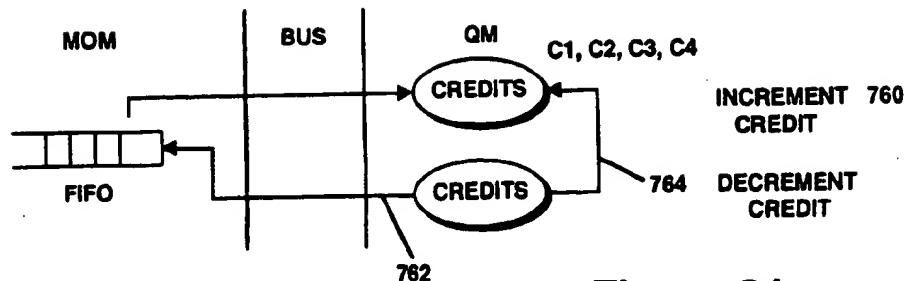 MOM
BUS
QM
C1, C2, C3, C4
CREDITS
INCREMENT 760
CREDIT
FIFO
CREDITS
764
DECREMENT
CREDIT
762